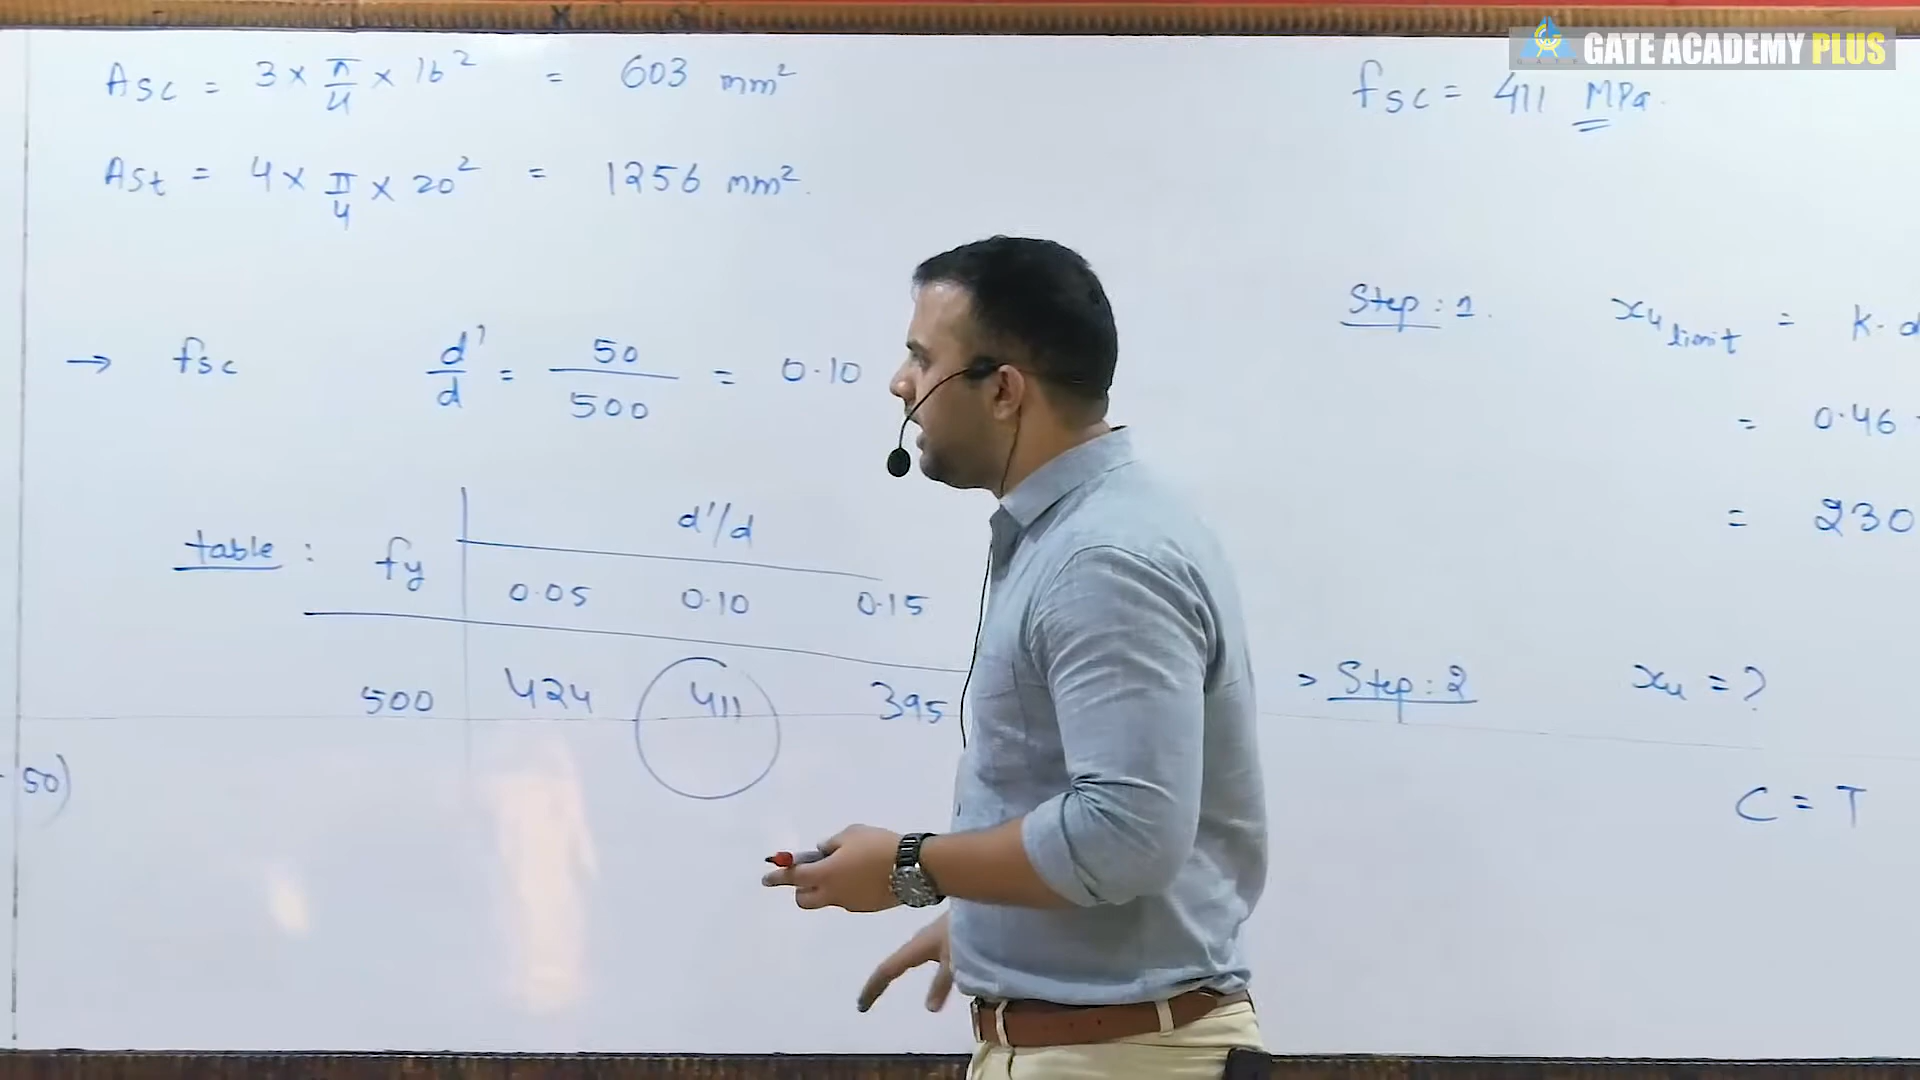 GATE ACADEMY PLUS
Asc = 3 × π/4 × 16² = 603 mm²
Ast = 4 × π/4 × 20² = 1256 mm².
→ fsc d'/d = 50/500 = 0.10
table : fy d'/d
0.05 0.10 0.15
500 424 411 395
50)
fsc = 411 MPa.
Step : 1. xu limit = k. d
= 0.46
= 230
> Step : 2 xu = ?
C = T